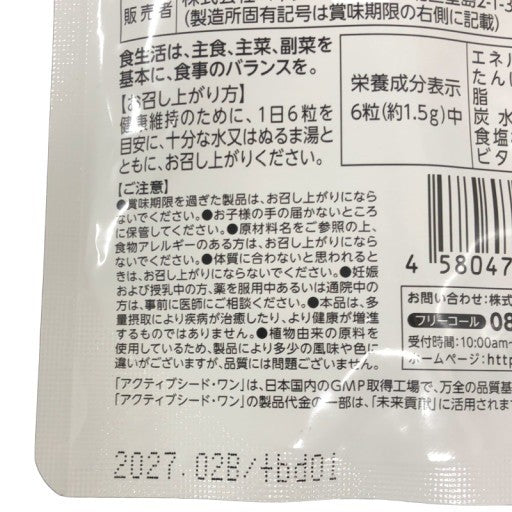 販売者
(製造所固有記号は賞味期限の右側に記載)
食生活は、主食、主菜、副菜を
基本に、食事のバランスを。
【お召し上がり方】
健康維持のために、1日6粒を
目安に、十分な水又はぬるま湯と
ともに、お召し上がりください。
栄養成分表示
6粒(約1.5g)中
エネル
たんぱ
脂
炭水
食塩
ビタ
【ご注意】
●賞味期限を過ぎた製品は、お召し上がりになら
ないでください。●お子様の手の届かないところ
に保管してください。●原材料名をご参照の上、
食物アレルギーのある方は、お召し上がりになら
ないでください。●体質に合わないと思われると
きは、お召し上がりにならないでください。●妊娠
および授乳中の方、薬を服用中あるいは通院中の
方は、事前に医師にご相談ください。●本品は、多
量摂取により疾病が治癒したり、より健康が増進
するものではありません。●植物由来の原料を
使用しているため、製品により多少の風味や色に
違いがございますが、品質には問題ございません。
4 58047
お問い合わせ:株式
フリーコール 08
受付時間:10:00am~
ホームページ:http
「アクティブシード・ワン」は、日本国内のGMP取得工場で、万全の品質基
「アクティブシード・ワン」の製品代金の一部は、「未来貢献」に活用されま
2027.02B/tbd01